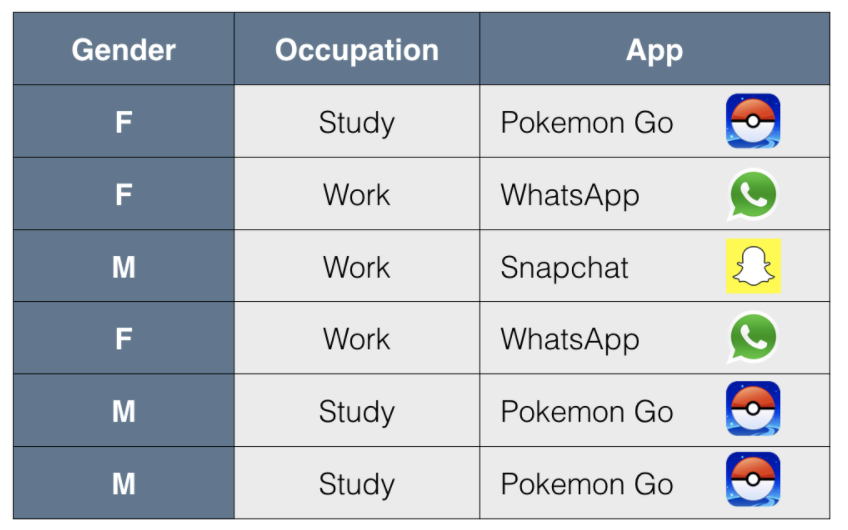 Gender Occupation App
F Study Pokemon Go
F Work WhatsApp
M Work Snapchat
F Work WhatsApp
M Study Pokemon Go
M Study Pokemon Go